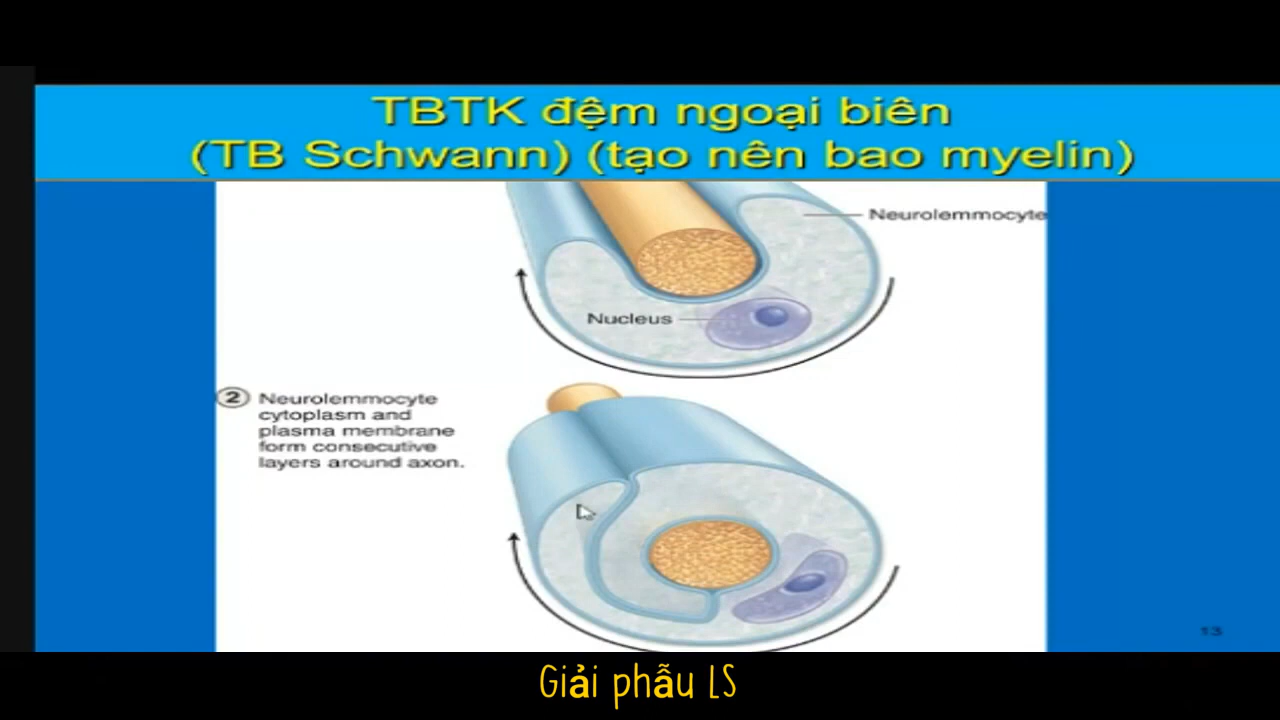 TBTK đệm ngoại biên
(TB Schwann) (tạo nên bao myelin)
Neurolemmocyte
Nucleus
2 Neurolemmocyte
cytoplasm and
plasma membrane
form consecutive
layers around axon.
13
Giải phẫu LS